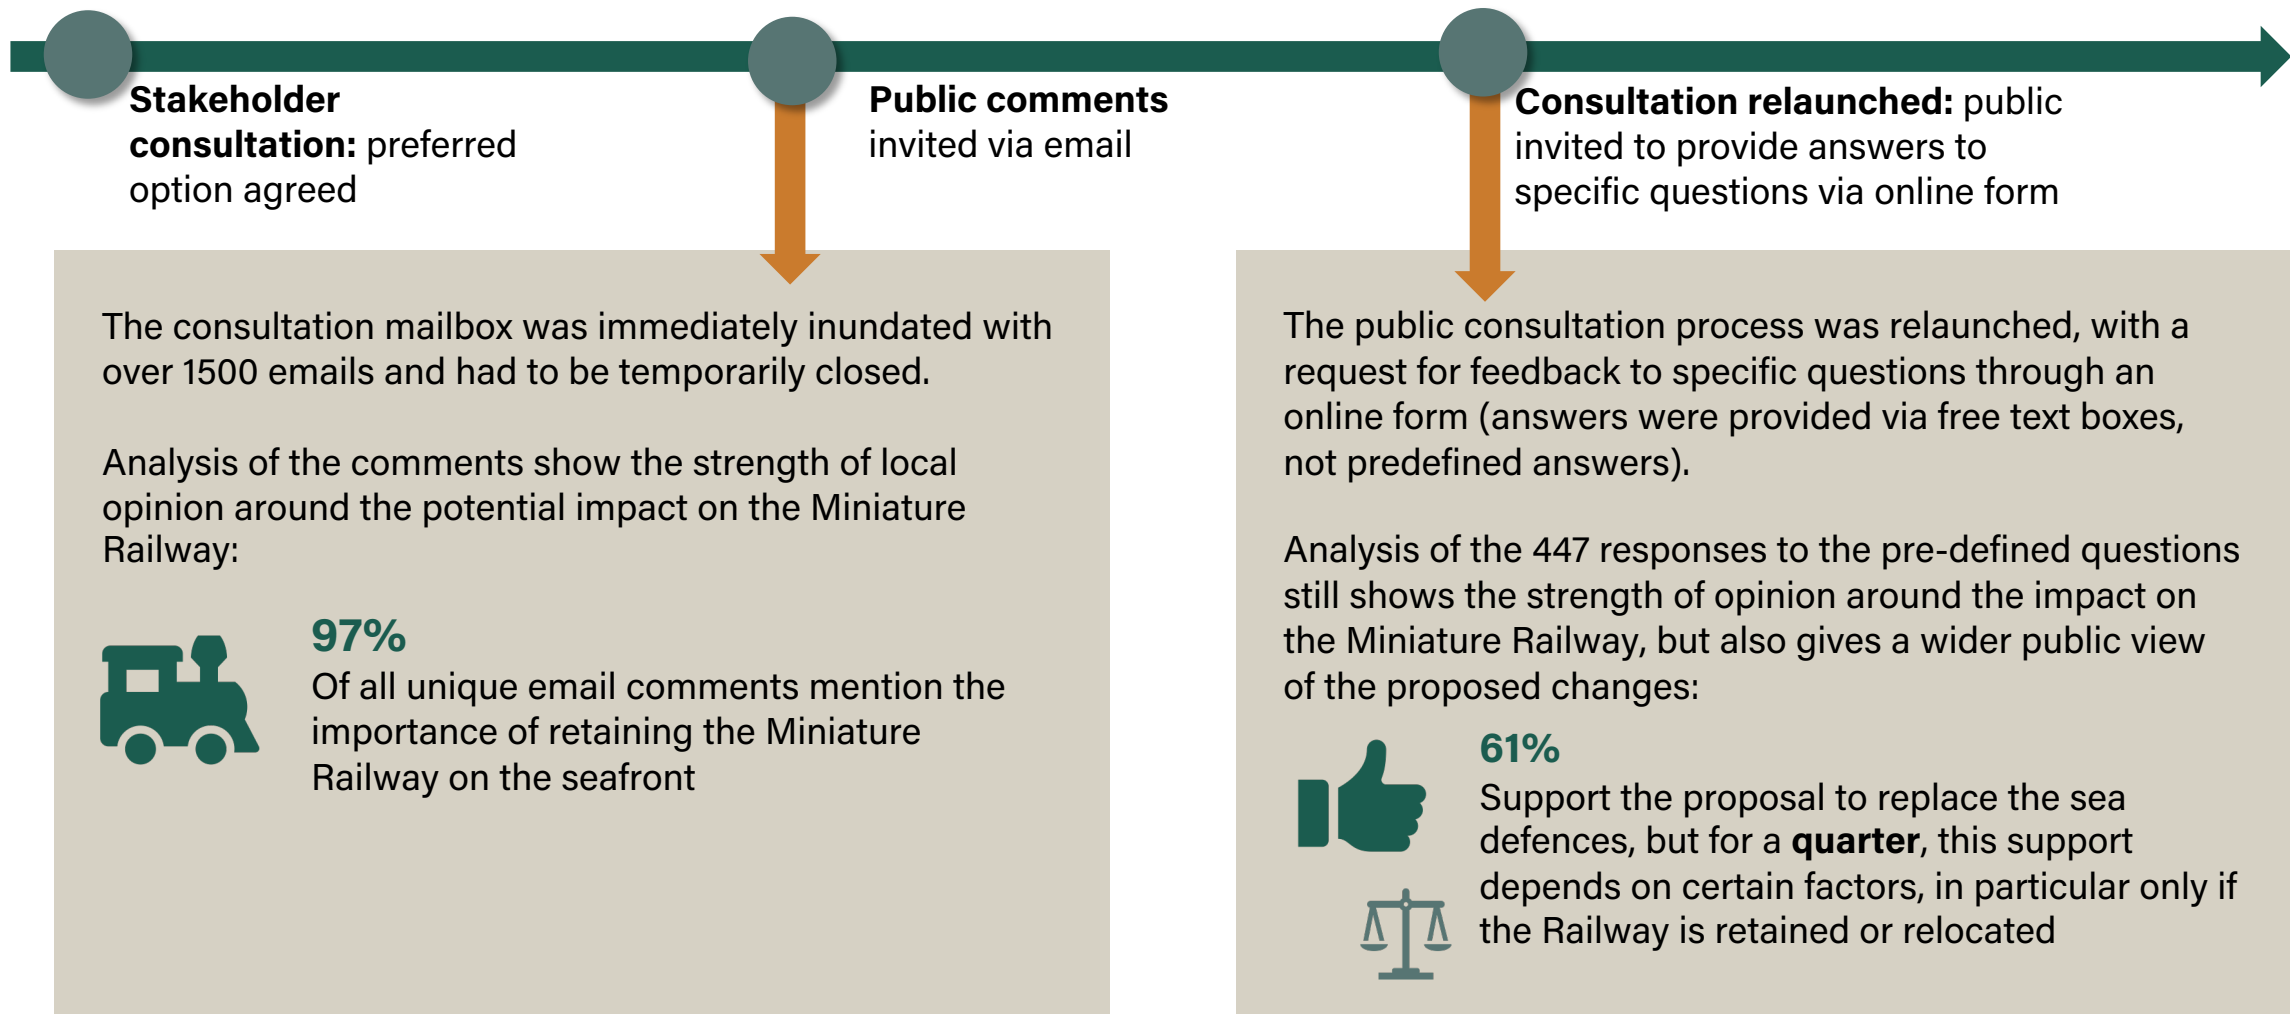 Stakeholder
consultation: preferred
option agreed
Public comments
invited via email
Consultation relaunched: public
invited to provide answers to
specific questions via online form
The consultation mailbox was immediately inundated with
over 1500 emails and had to be temporarily closed.
Analysis of the comments show the strength of local
opinion around the potential impact on the Miniature
Railway:
97%
Of all unique email comments mention the
importance of retaining the Miniature
Railway on the seafront
The public consultation process was relaunched, with a
request for feedback to specific questions through an
online form (answers were provided via free text boxes,
not predefined answers).
Analysis of the 447 responses to the pre-defined questions
still shows the strength of opinion around the impact on
the Miniature Railway, but also gives a wider public view
of the proposed changes:
61%
Support the proposal to replace the sea
defences, but for a quarter, this support
depends on certain factors, in particular only if
the Railway is retained or relocated